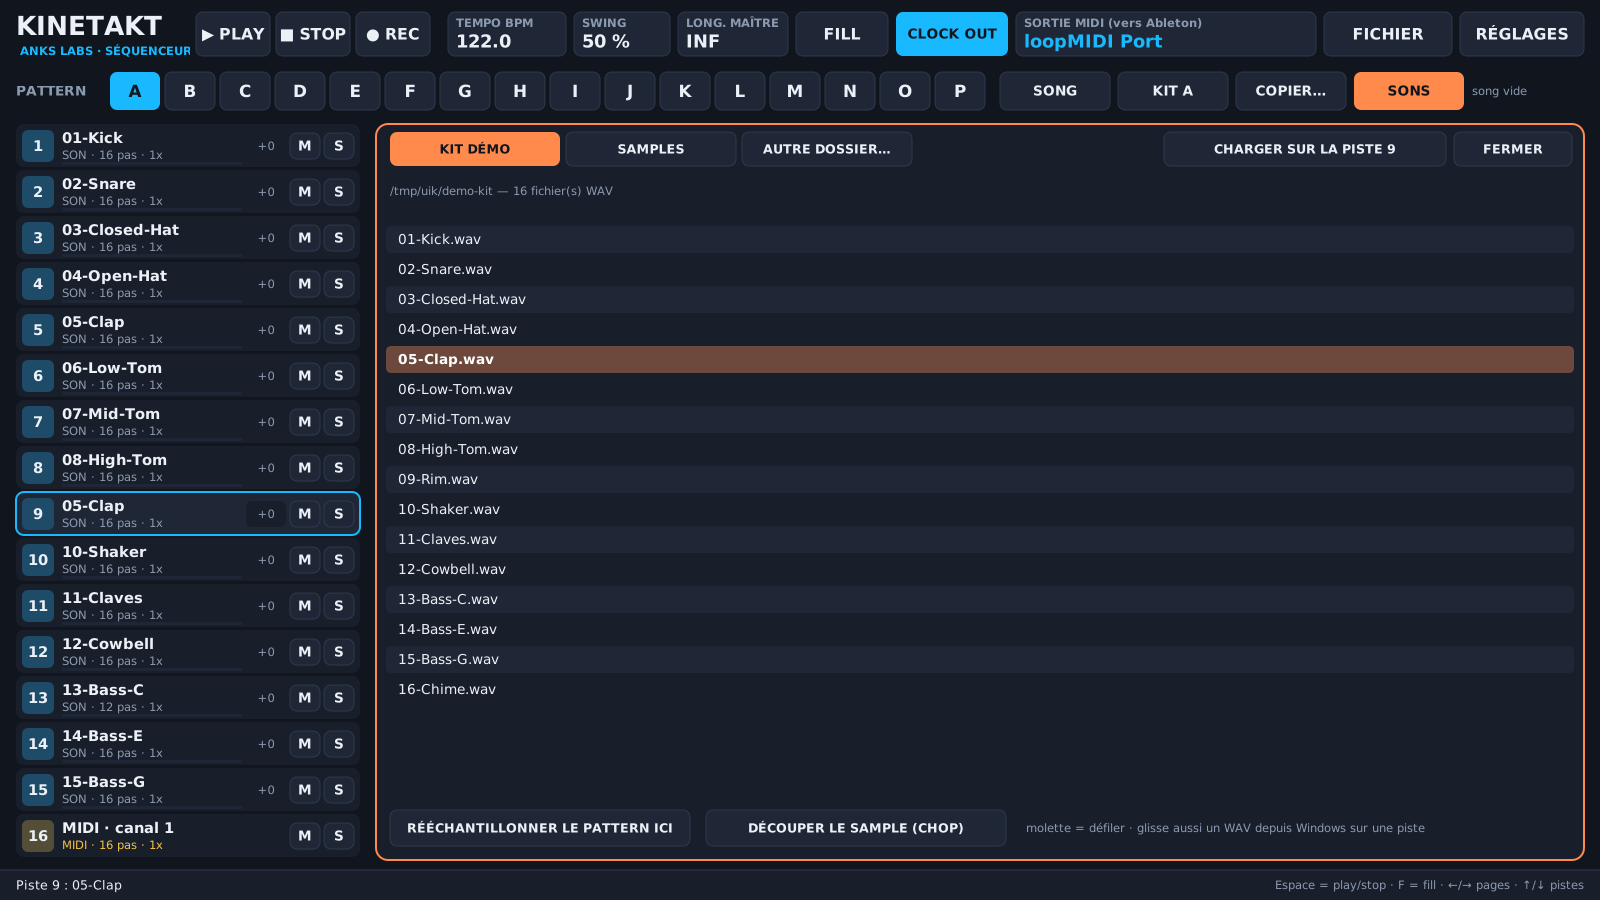 KINETAKT
ANKS LABS · SÉQUENCEUR
▶ PLAY
■ STOP
● REC
TEMPO BPM
122.0
SWING
50 %
LONG. MAÎTRE
INF
FILL
CLOCK OUT
SORTIE MIDI (vers Ableton)
loopMIDI Port
FICHIER
RÉGLAGES
PATTERN
A
B
C
D
E
F
G
H
I
J
K
L
M
N
O
P
SONG
KIT A
COPIER...
SONS
song vide
1
01-Kick
SON · 16 pas · 1x
+0
M
S
2
02-Snare
SON · 16 pas · 1x
+0
M
S
3
03-Closed-Hat
SON · 16 pas · 1x
+0
M
S
4
04-Open-Hat
SON · 16 pas · 1x
+0
M
S
5
05-Clap
SON · 16 pas · 1x
+0
M
S
6
06-Low-Tom
SON · 16 pas · 1x
+0
M
S
7
07-Mid-Tom
SON · 16 pas · 1x
+0
M
S
8
08-High-Tom
SON · 16 pas · 1x
+0
M
S
9
05-Clap
SON · 16 pas · 1x
+0
M
S
10
10-Shaker
SON · 16 pas · 1x
+0
M
S
11
11-Claves
SON · 16 pas · 1x
+0
M
S
12
12-Cowbell
SON · 16 pas · 1x
+0
M
S
13
13-Bass-C
SON · 12 pas · 1x
+0
M
S
14
14-Bass-E
SON · 16 pas · 1x
+0
M
S
15
15-Bass-G
SON · 16 pas · 1x
+0
M
S
16
MIDI · canal 1
MIDI · 16 pas · 1x
M
S
KIT DÉMO
SAMPLES
AUTRE DOSSIER...
CHARGER SUR LA PISTE 9
FERMER
/tmp/uik/demo-kit — 16 fichier(s) WAV
01-Kick.wav
02-Snare.wav
03-Closed-Hat.wav
04-Open-Hat.wav
05-Clap.wav
06-Low-Tom.wav
07-Mid-Tom.wav
08-High-Tom.wav
09-Rim.wav
10-Shaker.wav
11-Claves.wav
12-Cowbell.wav
13-Bass-C.wav
14-Bass-E.wav
15-Bass-G.wav
16-Chime.wav
RÉÉCHANTILLONNER LE PATTERN ICI
DÉCOUPER LE SAMPLE (CHOP)
molette = défiler · glisse aussi un WAV depuis Windows sur une piste
Piste 9 : 05-Clap
Espace = play/stop · F = fill · ←/→ pages · ↑/↓ pistes